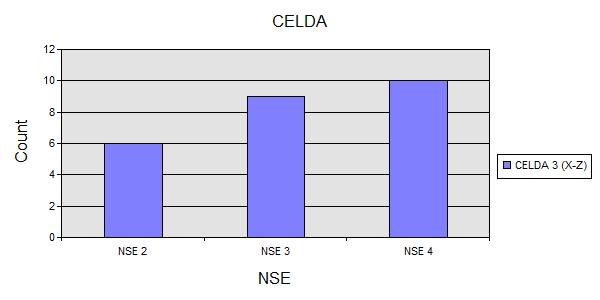 CELDA
12
10
8
6
4
2
0
Count
NSE 2
NSE 3
NSE 4
NSE
CELDA 3 (X-Z)